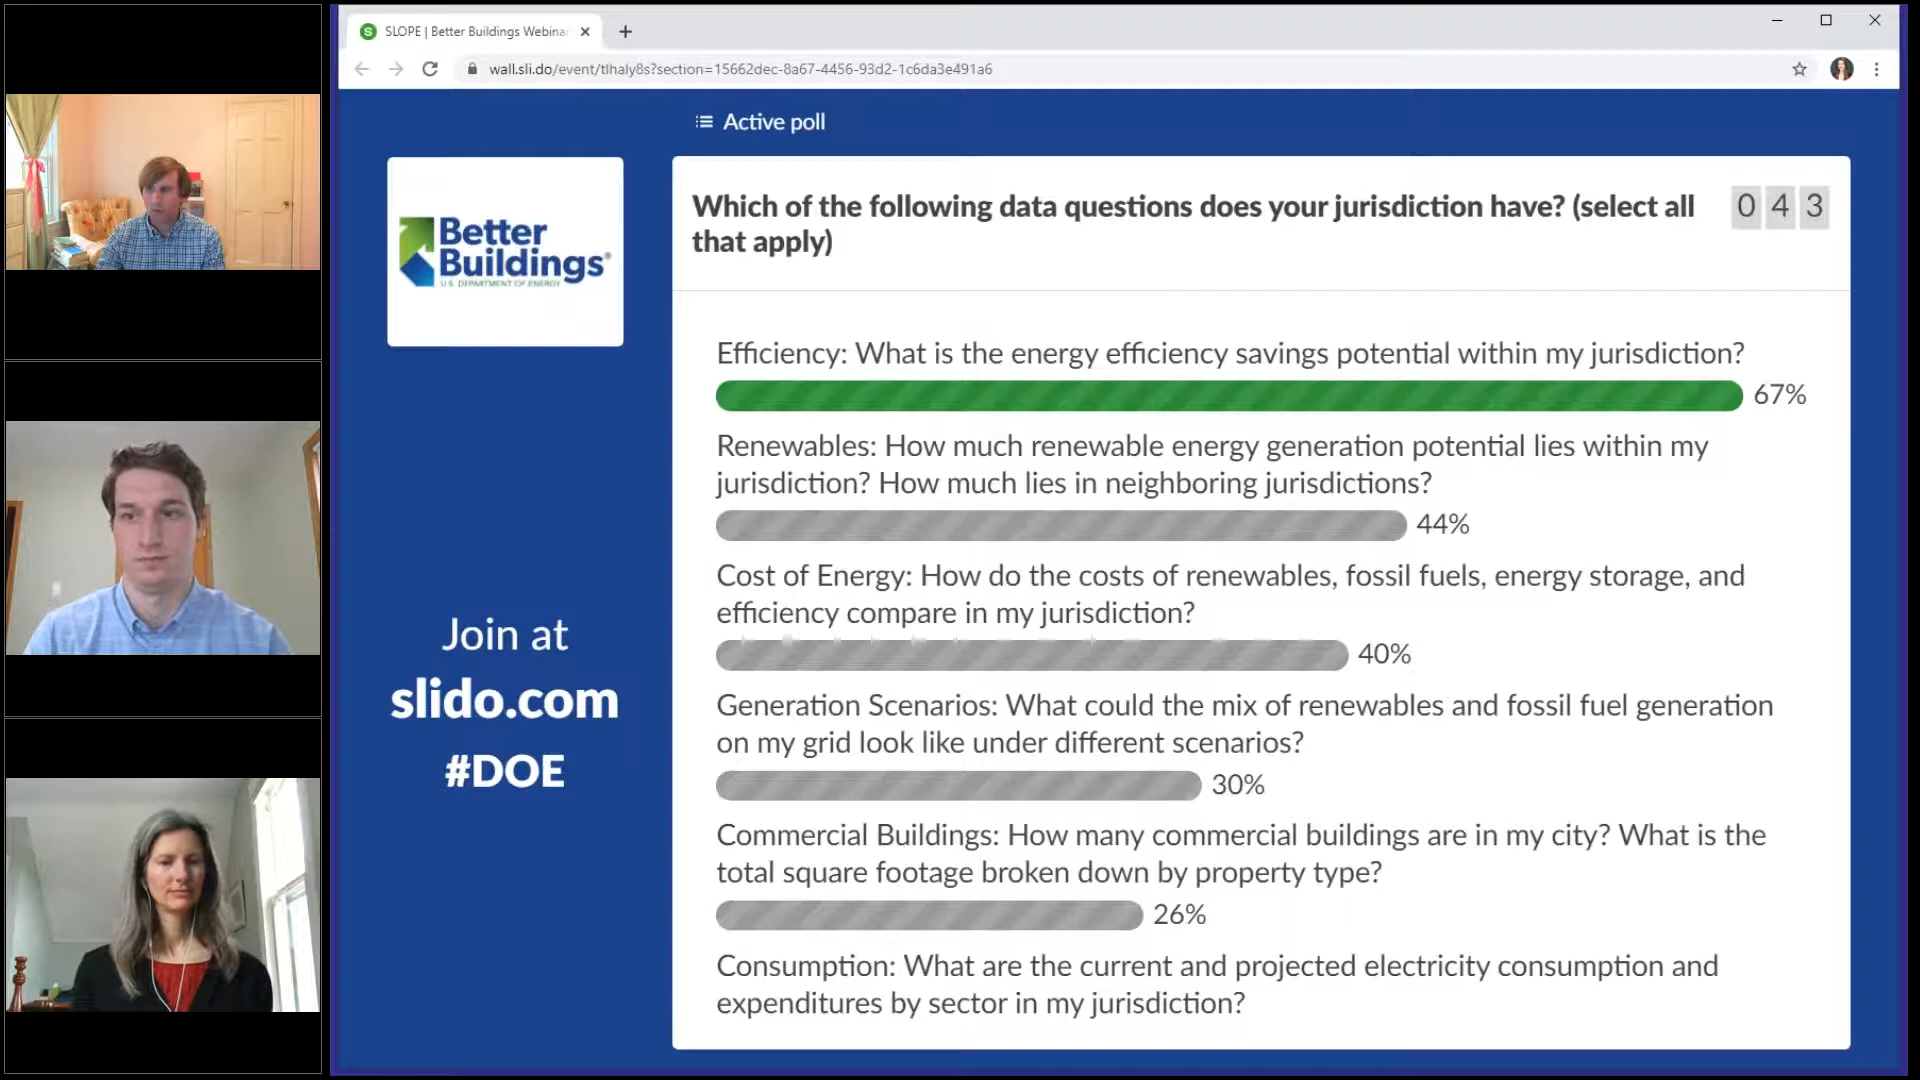 SLOPE | Better Buildings Webina
wall.sli.do/event/tlhaly8s?section=15662dec-8a67-4456-93d2-1c6da3e491a6
Active poll
Better
Buildings®
U.S. DEPARTMENT OF ENERGY
Join at
slido.com
#DOE
Which of the following data questions does your jurisdiction have? (select all
that apply)
043
Efficiency: What is the energy efficiency savings potential within my jurisdiction?
67%
Renewables: How much renewable energy generation potential lies within my
jurisdiction? How much lies in neighboring jurisdictions?
44%
Cost of Energy: How do the costs of renewables, fossil fuels, energy storage, and
efficiency compare in my jurisdiction?
40%
Generation Scenarios: What could the mix of renewables and fossil fuel generation
on my grid look like under different scenarios?
30%
Commercial Buildings: How many commercial buildings are in my city? What is the
total square footage broken down by property type?
26%
Consumption: What are the current and projected electricity consumption and
expenditures by sector in my jurisdiction?